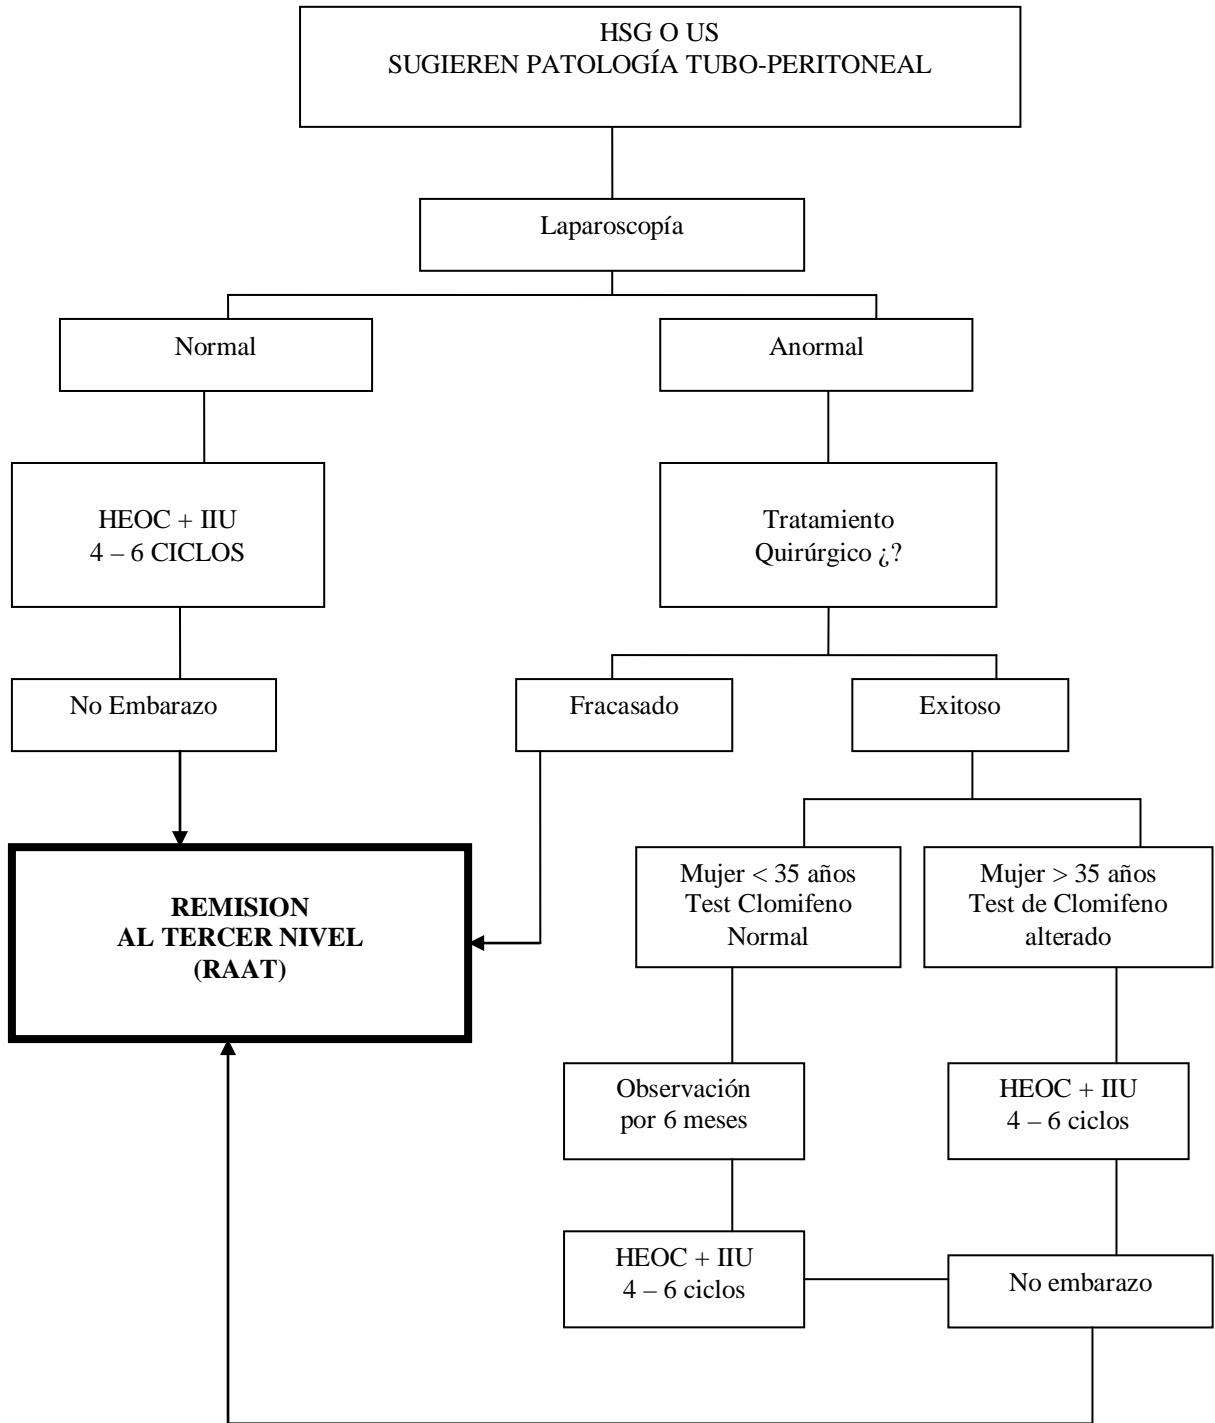 HSG O US
SUGIEREN PATOLOGÍA TUBO-PERITONEAL
Laparoscopía
Normal
Anormal
HEOC + IIU
4 – 6 CICLOS
Tratamiento
Quirúrgico ¿?
No Embarazo
Fracasado
Exitoso
REMISION
AL TERCER NIVEL
(RAAT)
Mujer < 35 años
Test Clomifeno
Normal
Mujer > 35 años
Test de Clomifeno
alterado
Observación
por 6 meses
HEOC + IIU
4 – 6 ciclos
HEOC + IIU
4 – 6 ciclos
No embarazo